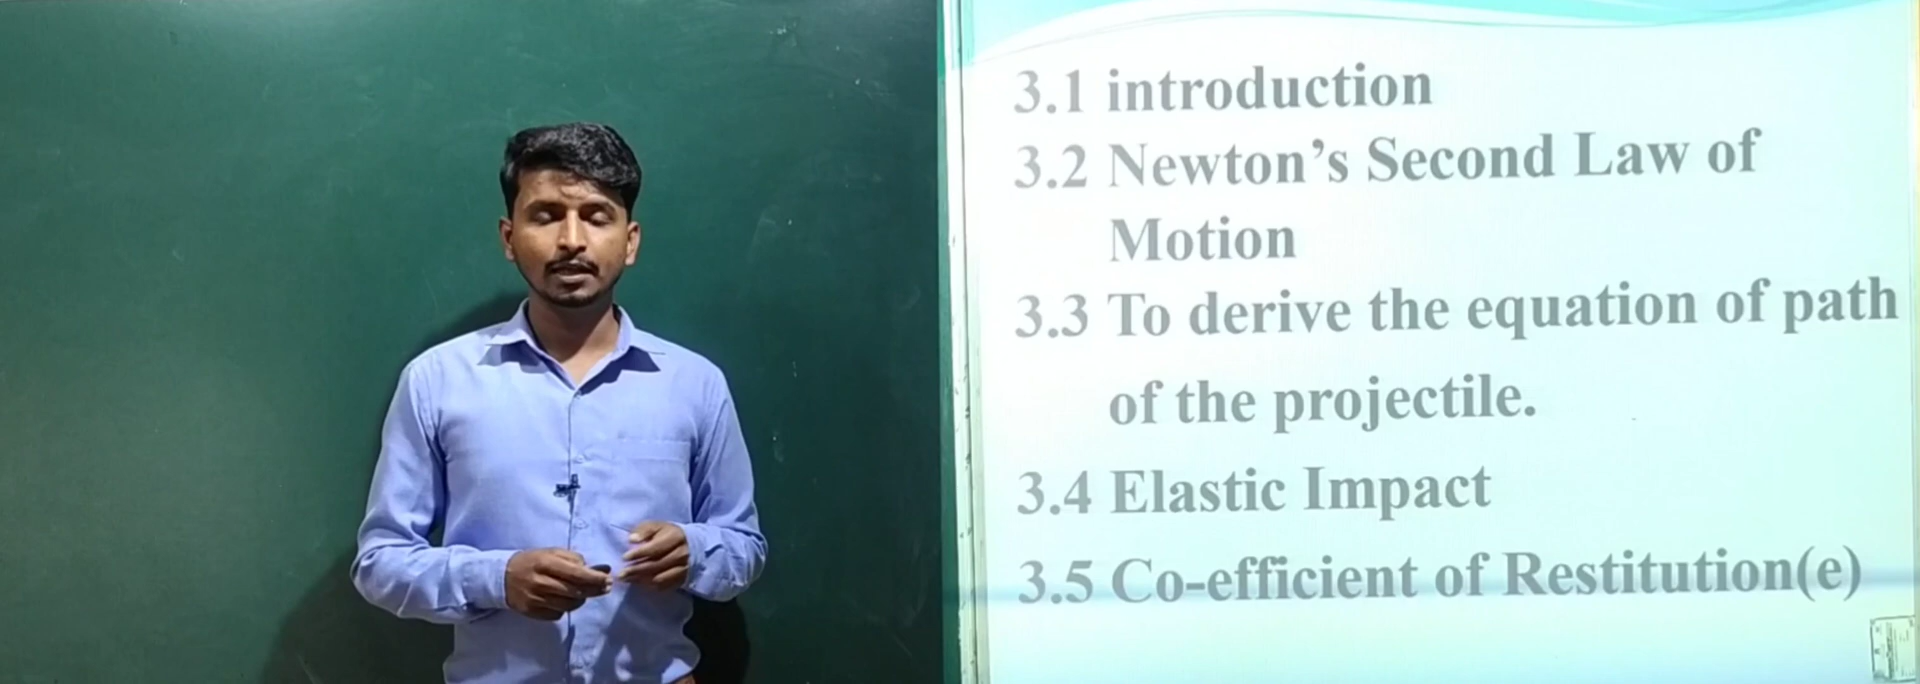 3.1 introduction
3.2 Newton's Second Law of
Motion
3.3 To derive the equation of path
of the projectile.
3.4 Elastic Impact
3.5 Co-efficient of Restitution(e)